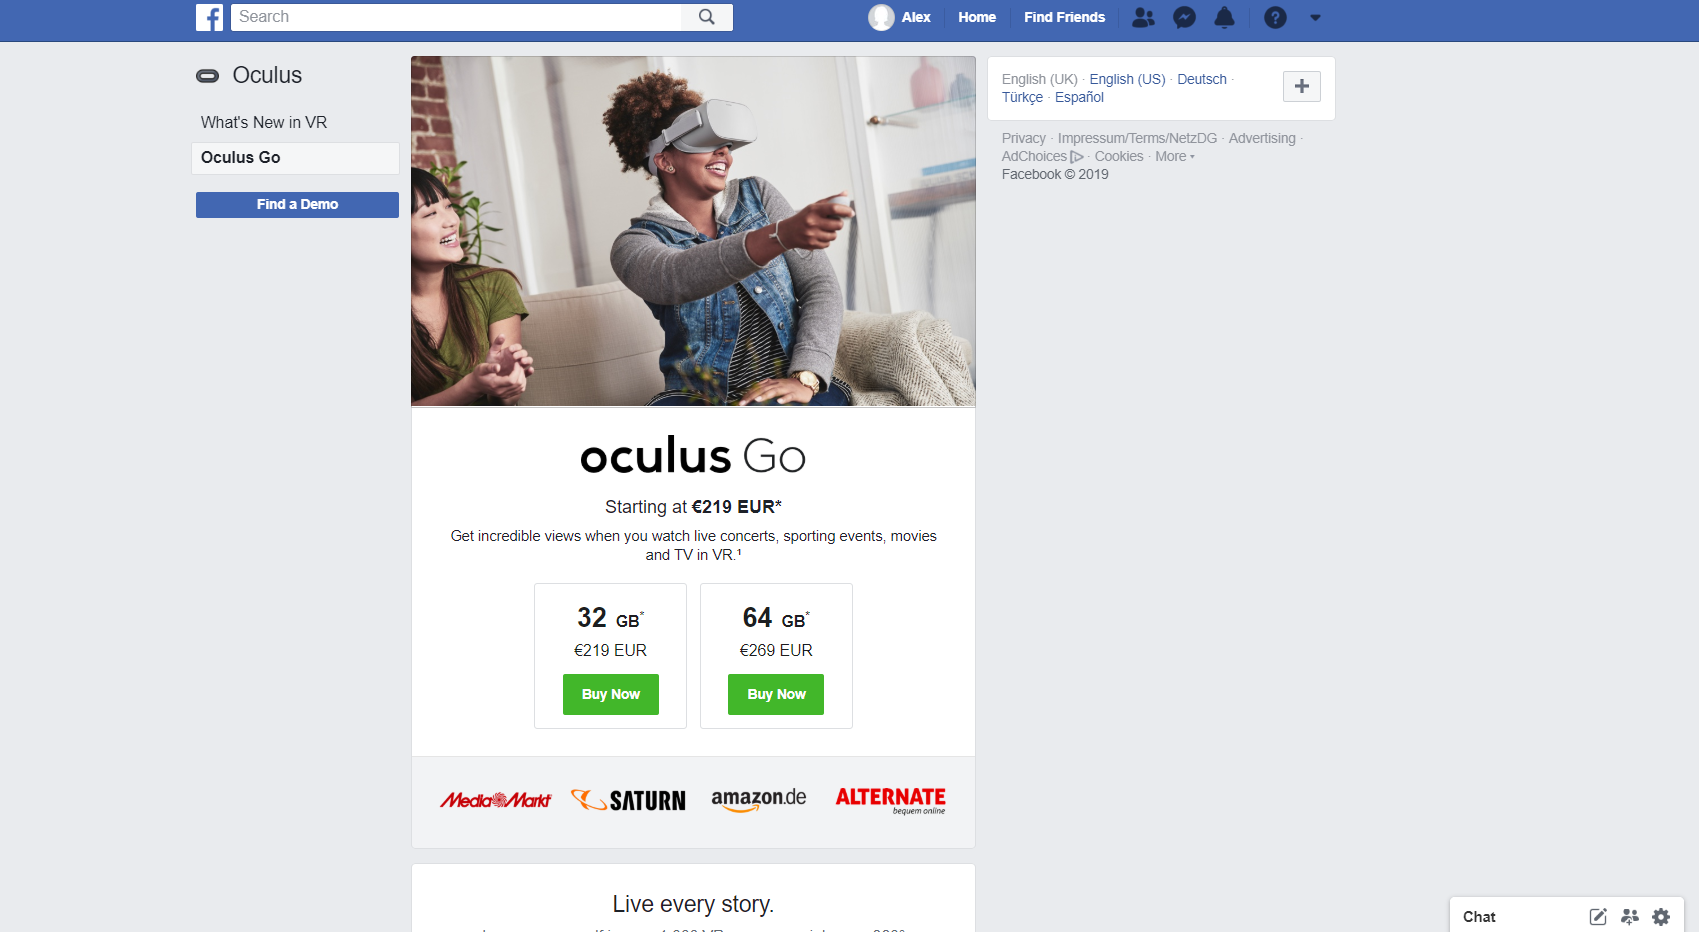 Search
Alex
Home
Find Friends
Oculus
What's New in VR
Oculus Go
Find a Demo
oculus Go
Starting at €219 EUR*
Get incredible views when you watch live concerts, sporting events, movies
and TV in VR.¹
32 GB*
€219 EUR
Buy Now
64 GB*
€269 EUR
Buy Now
Media Markt
SATURN
amazon.de
ALTERNATE
bequem online
Live every story.
English (UK) · English (US) · Deutsch ·
Türkçe · Español
Privacy · Impressum/Terms/NetzDG · Advertising ·
AdChoices · Cookies · More
Facebook © 2019
Chat